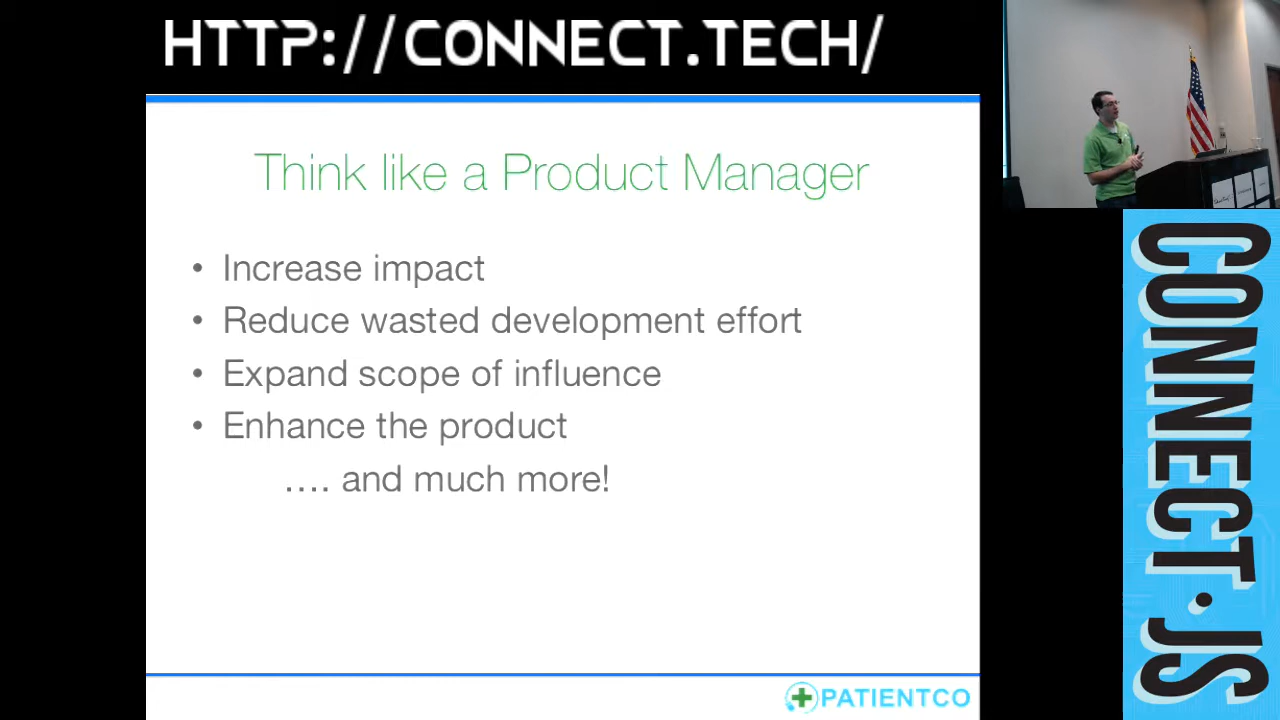 HTTP://CONNECT.TECH/
Think like a Product Manager
• Increase impact
• Reduce wasted development effort
• Expand scope of influence
• Enhance the product
…. and much more!
PATIENTCO
CONNECT.JS